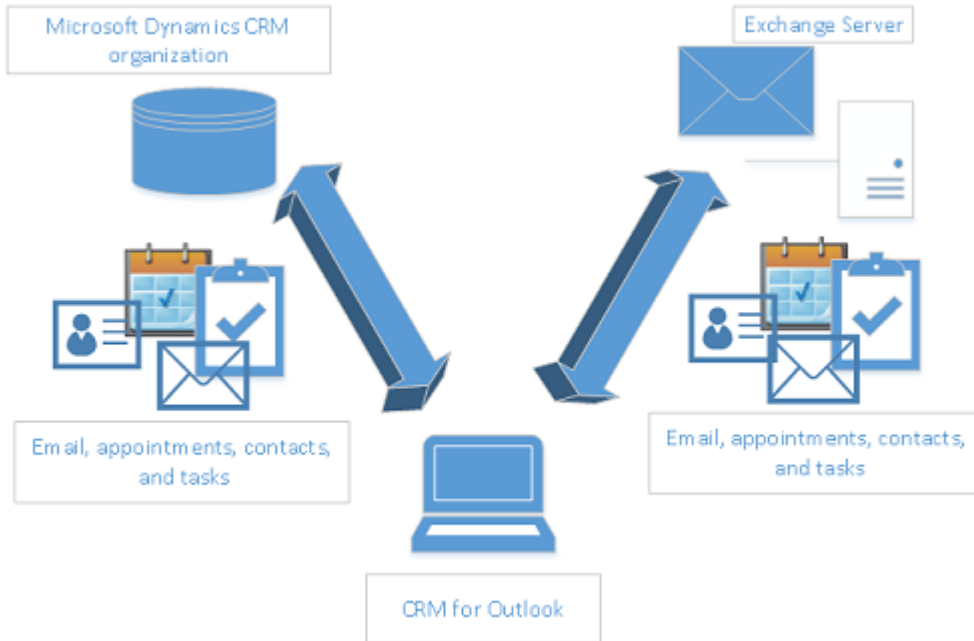 Microsoft Dynamics CRM
organization
Exchange Server
Email, appointments, contacts,
and tasks
Email, appointments, contacts,
and tasks
CRM for Outlook